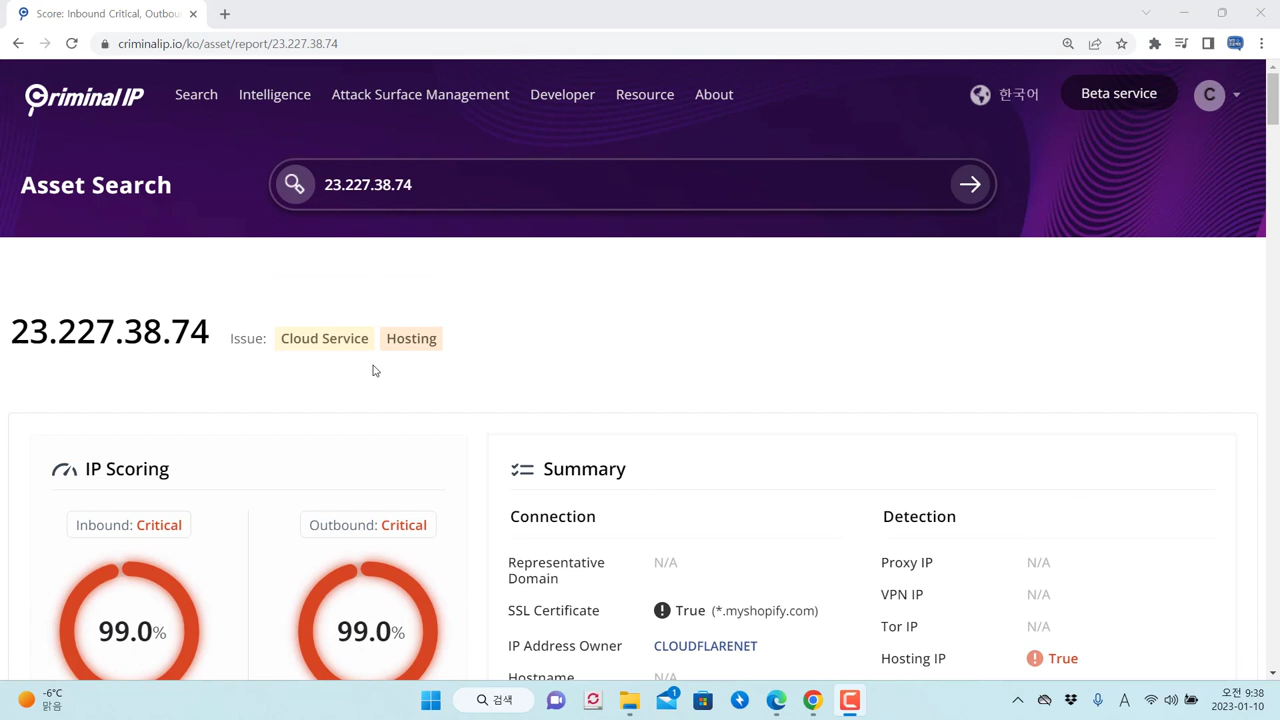 Score: Inbound Critical, Outbou
criminalip.io/ko/asset/report/23.227.38.74
Criminal IP
Search
Intelligence
Attack Surface Management
Developer
Resource
About
한국어
Beta service
C
Asset Search
23.227.38.74
23.227.38.74
Issue:
Cloud Service
Hosting
IP Scoring
Inbound: Critical
Outbound: Critical
99.0%
99.0%
Summary
Connection
Representative
Domain
N/A
SSL Certificate
True (*.myshopify.com)
IP Address Owner
CLOUDFLARENET
Hostname
N/A
Detection
Proxy IP
N/A
VPN IP
N/A
Tor IP
N/A
Hosting IP
True
-6°C
맑음
검색
1
A
오전 9:38
2023-01-10